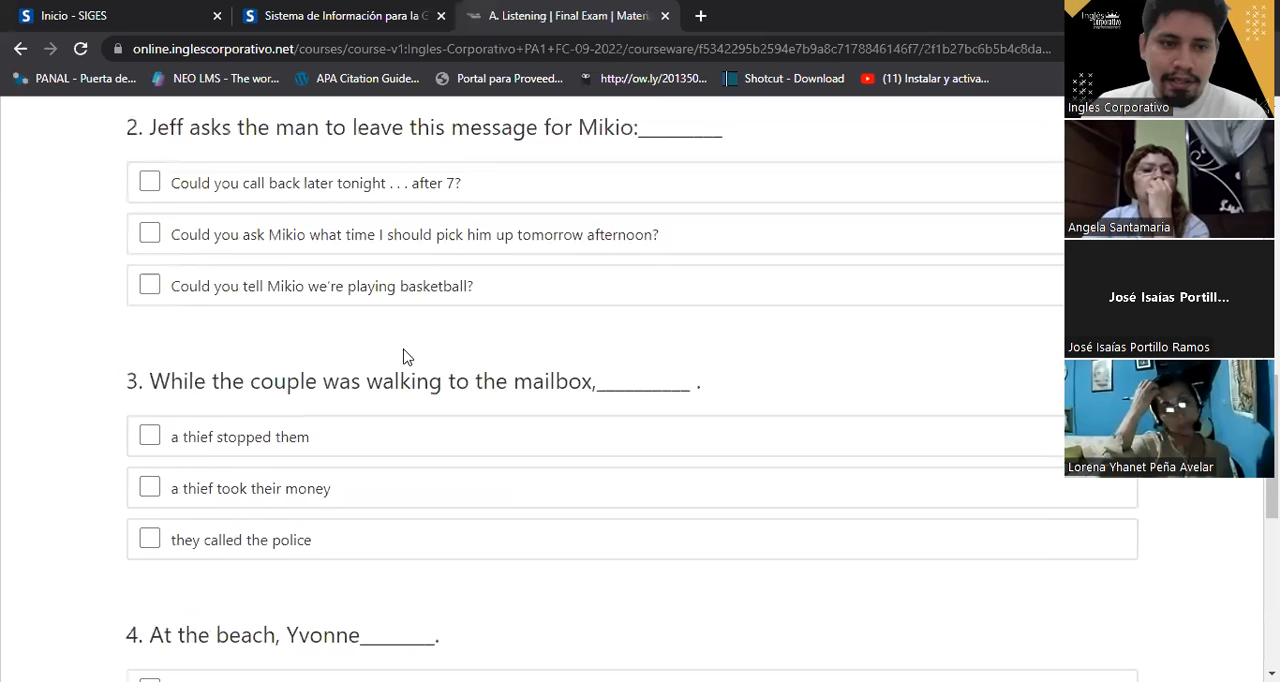 Inicio - SIGES
Sistema de Información para la G
A. Listening | Final Exam | Materi
online.inglescorporativo.net/courses/course-v1:Ingles-Corporativo+PA1+FC-09-2022/courseware/f5342295b2594e7b9a8c7178846146f7/2f1b27bc6b5b4c8da...
PANAL - Puerta de...
NEO LMS - The wor...
APA Citation Guide...
Portal para Proveed...
http://ow.ly/201350...
Shotcut - Download
(11) Instalar y activa...
2. Jeff asks the man to leave this message for Mikio:________
Could you call back later tonight . . . after 7?
Could you ask Mikio what time I should pick him up tomorrow afternoon?
Could you tell Mikio we're playing basketball?
3. While the couple was walking to the mailbox,__________ .
a thief stopped them
a thief took their money
they called the police
4. At the beach, Yvonne________.
Inglés
Corporativo
Ingles Corporativo
Angela Santamaria
José Isaías Portill...
José Isaías Portillo Ramos
Lorena Yhanet Peña Avelar